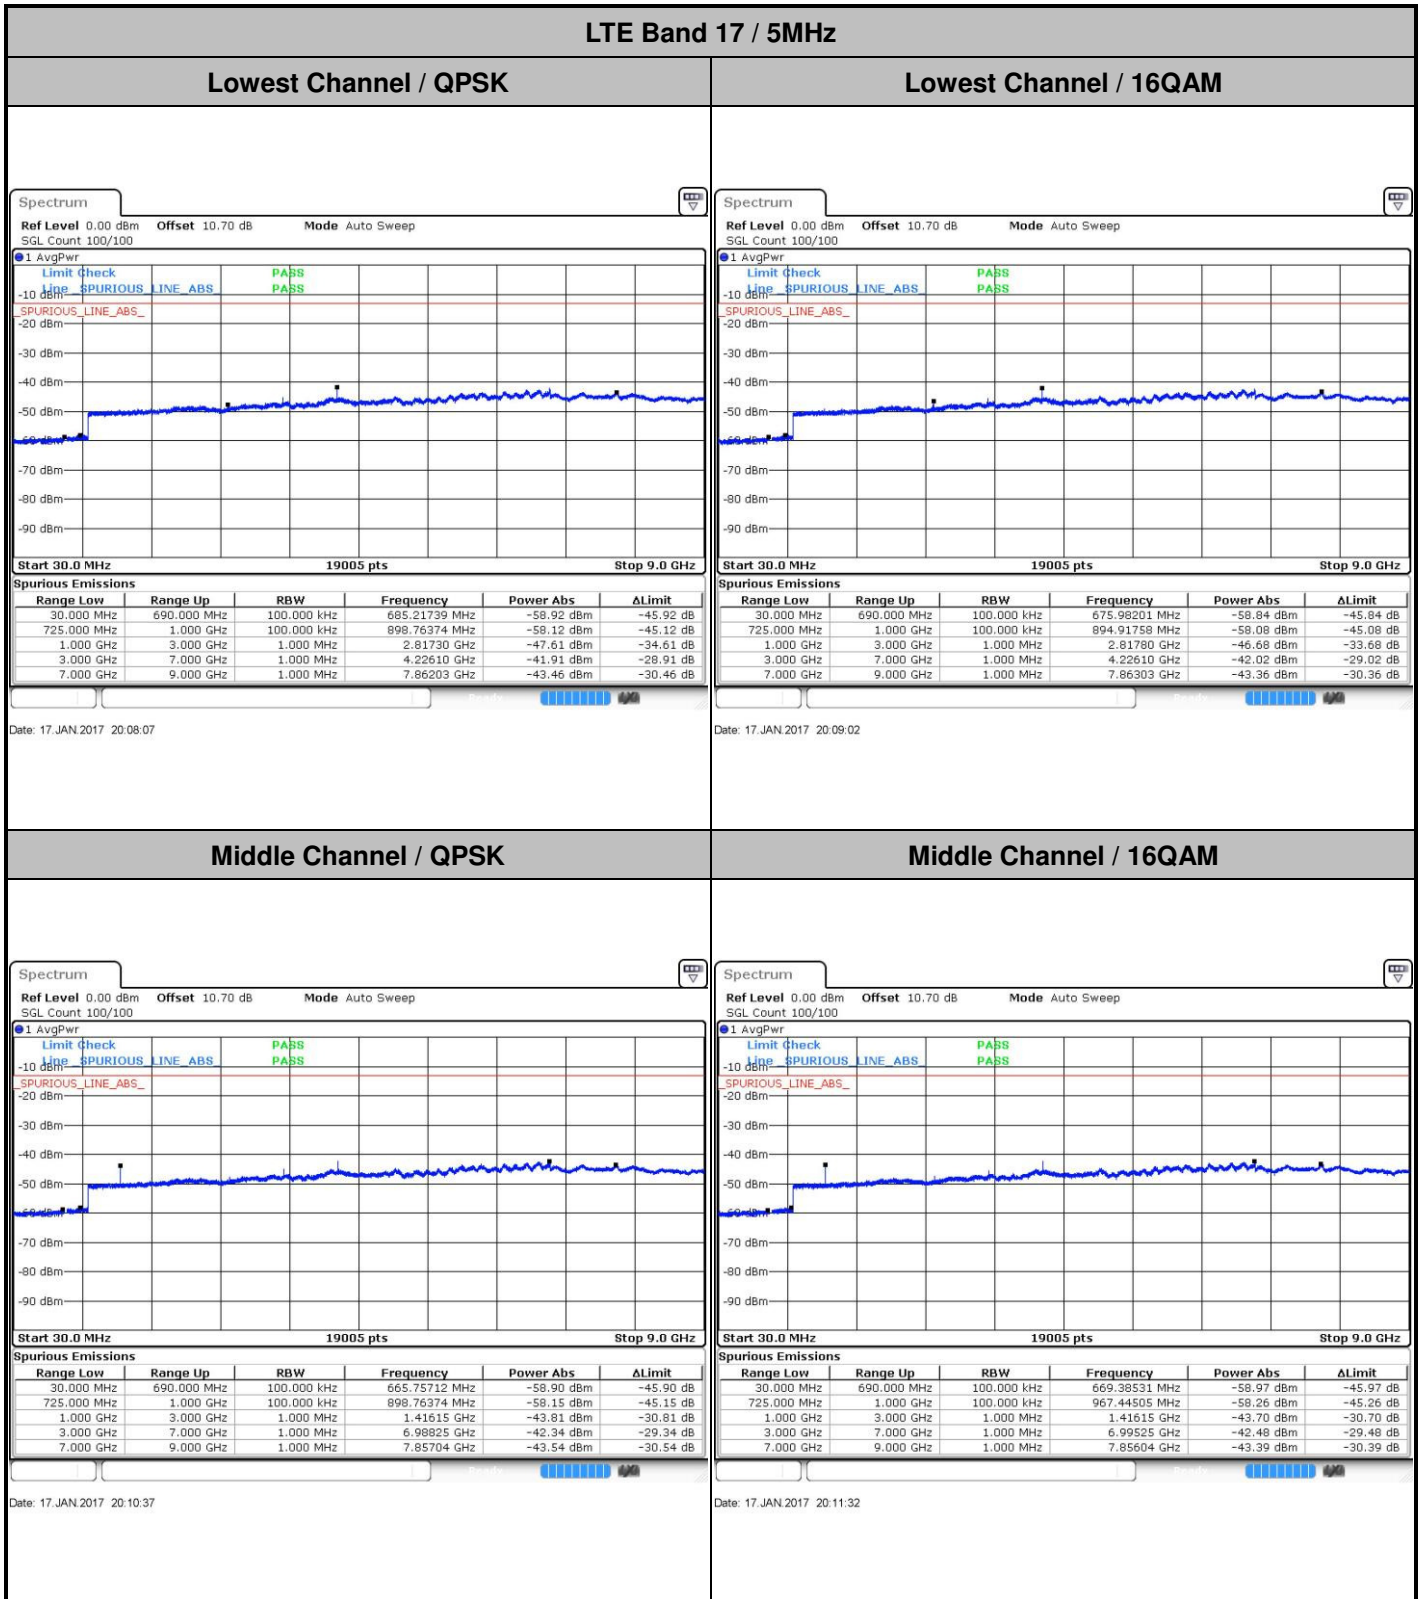 LTE Band 17 / 5MHz
Lowest Channel / QPSK
Lowest Channel / 16QAM
Spectrum
Ref Level 0.00 dBm Offset 10.70 dB Mode Auto Sweep
SGL Count 100/100
1 AvgPwr
Limit Check PASS
Line _SPURIOUS_LINE_ABS_ PASS
-10 dBm
_SPURIOUS_LINE_ABS_
-20 dBm
-30 dBm
-40 dBm
-50 dBm
-60 dBm
-70 dBm
-80 dBm
-90 dBm
Start 30.0 MHz 19005 pts Stop 9.0 GHz
Spurious Emissions
Range Low Range Up RBW Frequency Power Abs ΔLimit
30.000 MHz 690.000 MHz 100.000 kHz 685.21739 MHz -58.92 dBm -45.92 dB
725.000 MHz 1.000 GHz 100.000 kHz 898.76374 MHz -58.12 dBm -45.12 dB
1.000 GHz 3.000 GHz 1.000 MHz 2.81730 GHz -47.61 dBm -34.61 dB
3.000 GHz 7.000 GHz 1.000 MHz 4.22610 GHz -41.91 dBm -28.91 dB
7.000 GHz 9.000 GHz 1.000 MHz 7.86203 GHz -43.46 dBm -30.46 dB
Date: 17.JAN.2017 20:08:07
Spectrum
Ref Level 0.00 dBm Offset 10.70 dB Mode Auto Sweep
SGL Count 100/100
1 AvgPwr
Limit Check PASS
Line _SPURIOUS_LINE_ABS_ PASS
-10 dBm
_SPURIOUS_LINE_ABS_
-20 dBm
-30 dBm
-40 dBm
-50 dBm
-60 dBm
-70 dBm
-80 dBm
-90 dBm
Start 30.0 MHz 19005 pts Stop 9.0 GHz
Spurious Emissions
Range Low Range Up RBW Frequency Power Abs ΔLimit
30.000 MHz 690.000 MHz 100.000 kHz 675.98201 MHz -58.84 dBm -45.84 dB
725.000 MHz 1.000 GHz 100.000 kHz 894.91758 MHz -58.08 dBm -45.08 dB
1.000 GHz 3.000 GHz 1.000 MHz 2.81780 GHz -46.68 dBm -33.68 dB
3.000 GHz 7.000 GHz 1.000 MHz 4.22610 GHz -42.02 dBm -29.02 dB
7.000 GHz 9.000 GHz 1.000 MHz 7.86303 GHz -43.36 dBm -30.36 dB
Date: 17.JAN.2017 20:09:02
Middle Channel / QPSK
Middle Channel / 16QAM
Spectrum
Ref Level 0.00 dBm Offset 10.70 dB Mode Auto Sweep
SGL Count 100/100
1 AvgPwr
Limit Check PASS
Line _SPURIOUS_LINE_ABS_ PASS
-10 dBm
_SPURIOUS_LINE_ABS_
-20 dBm
-30 dBm
-40 dBm
-50 dBm
-60 dBm
-70 dBm
-80 dBm
-90 dBm
Start 30.0 MHz 19005 pts Stop 9.0 GHz
Spurious Emissions
Range Low Range Up RBW Frequency Power Abs ΔLimit
30.000 MHz 690.000 MHz 100.000 kHz 665.75712 MHz -58.90 dBm -45.90 dB
725.000 MHz 1.000 GHz 100.000 kHz 898.76374 MHz -58.15 dBm -45.15 dB
1.000 GHz 3.000 GHz 1.000 MHz 1.41615 GHz -43.81 dBm -30.81 dB
3.000 GHz 7.000 GHz 1.000 MHz 6.98825 GHz -42.34 dBm -29.34 dB
7.000 GHz 9.000 GHz 1.000 MHz 7.85704 GHz -43.54 dBm -30.54 dB
Date: 17.JAN.2017 20:10:37
Spectrum
Ref Level 0.00 dBm Offset 10.70 dB Mode Auto Sweep
SGL Count 100/100
1 AvgPwr
Limit Check PASS
Line _SPURIOUS_LINE_ABS_ PASS
-10 dBm
_SPURIOUS_LINE_ABS_
-20 dBm
-30 dBm
-40 dBm
-50 dBm
-60 dBm
-70 dBm
-80 dBm
-90 dBm
Start 30.0 MHz 19005 pts Stop 9.0 GHz
Spurious Emissions
Range Low Range Up RBW Frequency Power Abs ΔLimit
30.000 MHz 690.000 MHz 100.000 kHz 669.38531 MHz -58.97 dBm -45.97 dB
725.000 MHz 1.000 GHz 100.000 kHz 967.44505 MHz -58.26 dBm -45.26 dB
1.000 GHz 3.000 GHz 1.000 MHz 1.41615 GHz -43.70 dBm -30.70 dB
3.000 GHz 7.000 GHz 1.000 MHz 6.99525 GHz -42.48 dBm -29.48 dB
7.000 GHz 9.000 GHz 1.000 MHz 7.85604 GHz -43.39 dBm -30.39 dB
Date: 17.JAN.2017 20:11:32